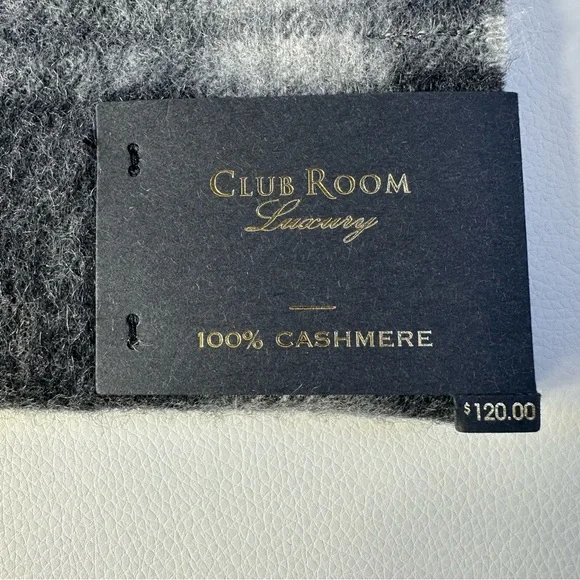 CLUB ROOM
Luxury
100% CASHMERE
$120.00